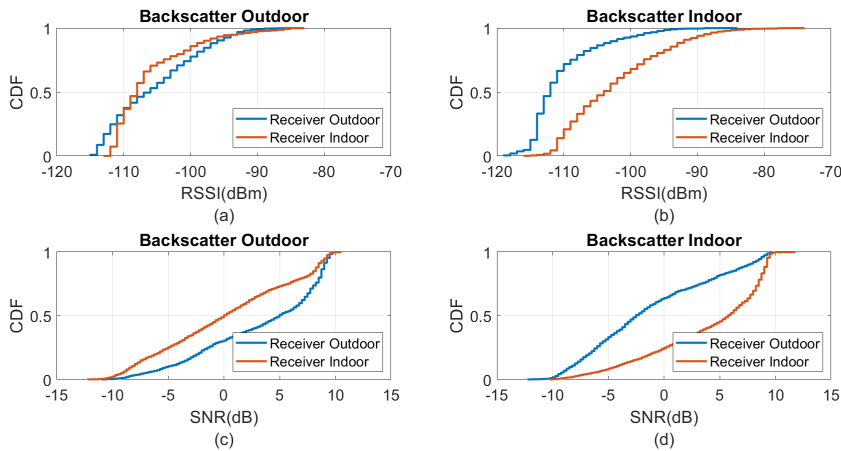 Backscatter Outdoor
CDF
1
0.5
0
Receiver Outdoor
Receiver Indoor
-120 -110 -100 -90 -80 -70
RSSI(dBm)
(a)
Backscatter Indoor
CDF
1
0.5
0
Receiver Outdoor
Receiver Indoor
-120 -110 -100 -90 -80 -70
RSSI(dBm)
(b)
Backscatter Outdoor
CDF
1
0.5
0
Receiver Outdoor
Receiver Indoor
-15 -10 -5 0 5 10 15
SNR(dB)
(c)
Backscatter Indoor
CDF
1
0.5
0
Receiver Outdoor
Receiver Indoor
-15 -10 -5 0 5 10 15
SNR(dB)
(d)